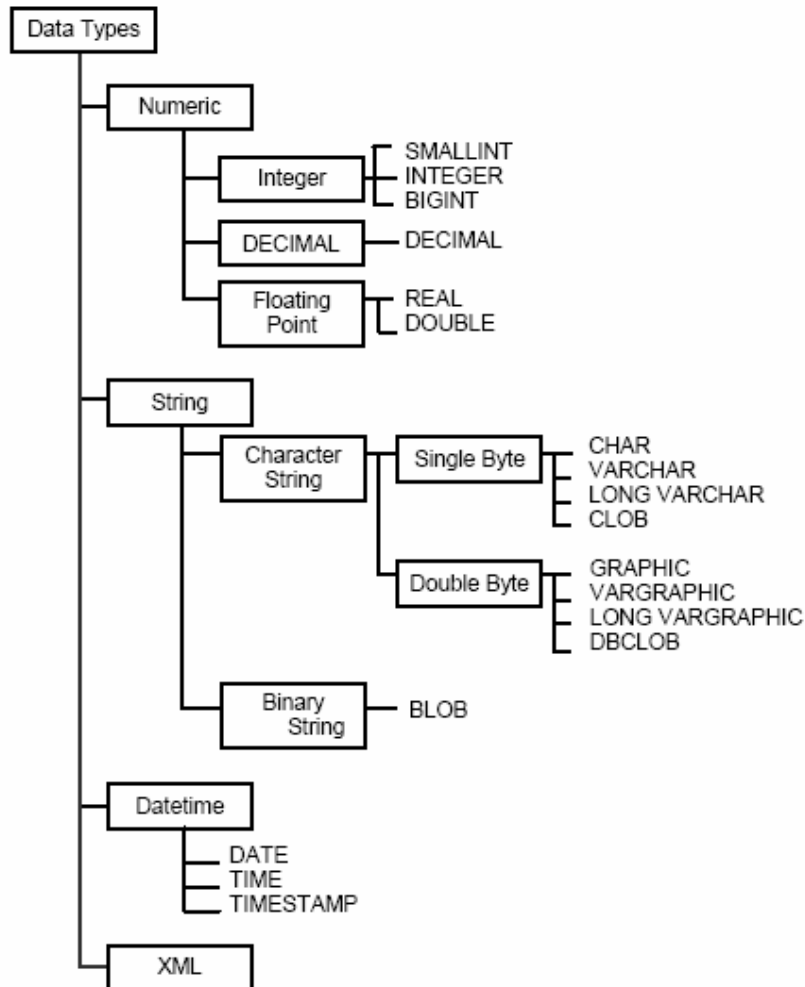 Data Types
Numeric
Integer
SMALLINT
INTEGER
BIGINT
DECIMAL
DECIMAL
Floating
Point
REAL
DOUBLE
String
Character
String
Single Byte
CHAR
VARCHAR
LONG VARCHAR
CLOB
Double Byte
GRAPHIC
VARGRAPHIC
LONG VARGRAPHIC
DBCLOB
Binary
String
BLOB
Datetime
DATE
TIME
TIMESTAMP
XML